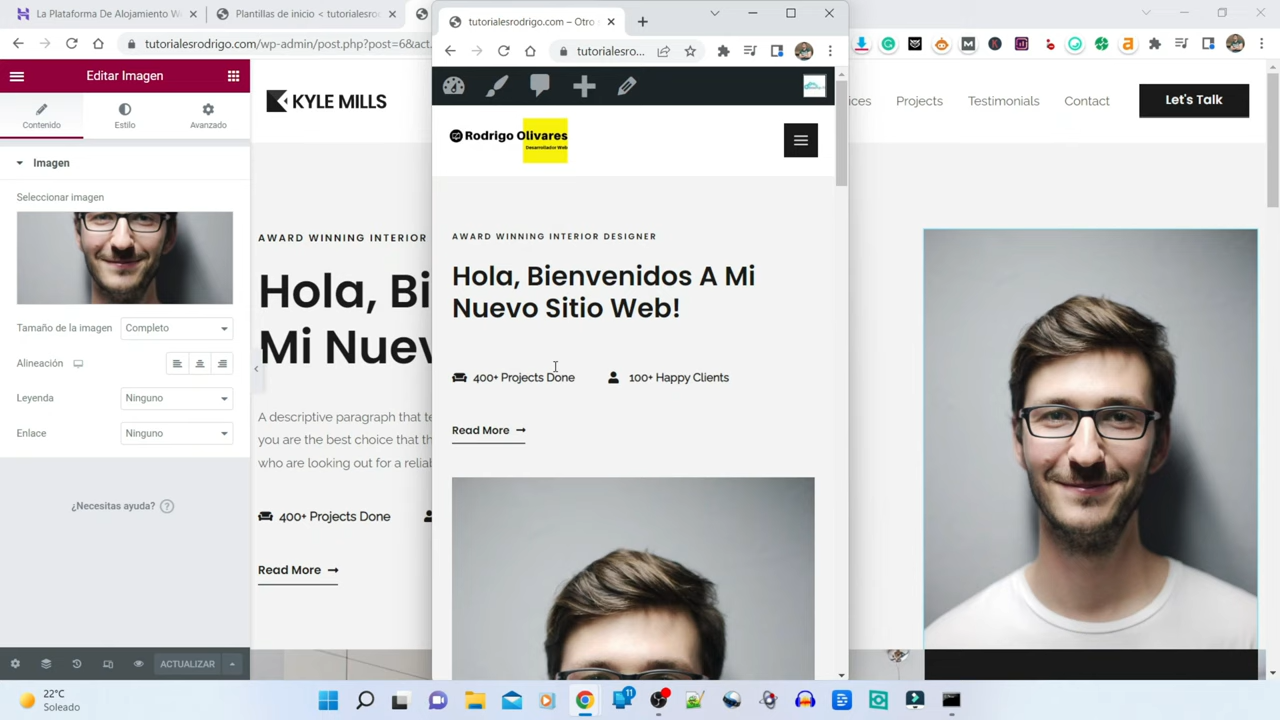 La Plataforma De Alojamiento W
Plantillas de inicio < tutorialesro
tutorialesrodrigo.com – Otro s
tutorialesrodrigo.com/wp-admin/post.php?post=6&act
tutorialesro...
Editar Imagen
Contenido
Estilo
Avanzado
Imagen
Seleccionar imagen
Tamaño de la imagen
Completo
Alineación
Leyenda
Ninguno
Enlace
Ninguno
¿Necesitas ayuda? ?
ACTUALIZAR
KYLE MILLS
ices
Projects
Testimonials
Contact
Let's Talk
AWARD WINNING INTERIOR
Hola, Bi
Mi Nuev
A descriptive paragraph that te
you are the best choice that th
who are looking out for a reliab
400+ Projects Done
Read More
Rodrigo Olivares
Desarrollador Web
AWARD WINNING INTERIOR DESIGNER
Hola, Bienvenidos A Mi
Nuevo Sitio Web!
400+ Projects Done
100+ Happy Clients
Read More
22°C
Soleado
11